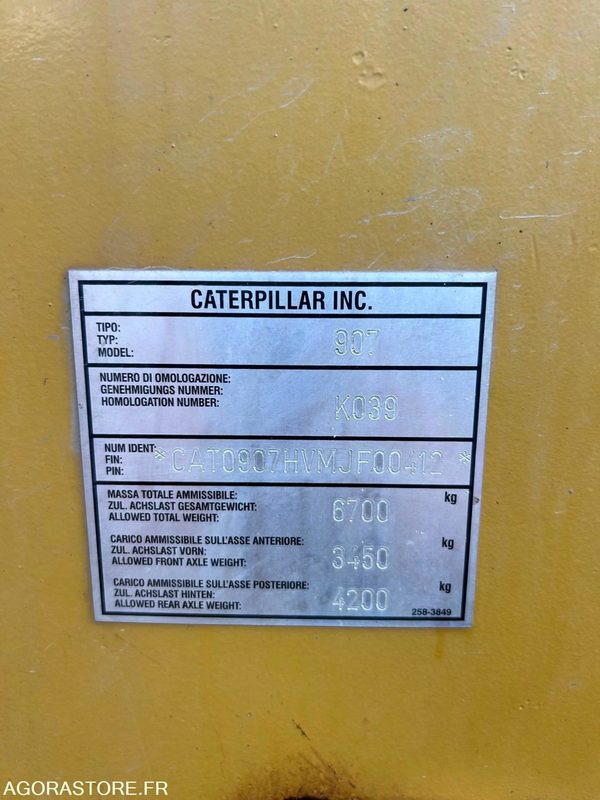 CATERPILLAR INC.
TIPO:
TYP:
MODEL: 907
NUMERO DI OMOLOGAZIONE:
GENEHMIGUNGS NUMMER:
HOMOLOGATION NUMBER: K039
NUM IDENT:
FIN: *CAT0907HVMJF00412*
PIN:
MASSA TOTALE AMMISSIBILE: kg
ZUL. ACHSLAST GESAMTGEWICHT: 6700
ALLOWED TOTAL WEIGHT:
CARICO AMMISSIBILE SULL'ASSE ANTERIORE: kg
ZUL. ACHSLAST VORN: 3450
ALLOWED FRONT AXLE WEIGHT:
CARICO AMMISSIBILE SULL'ASSE POSTERIORE: kg
ZUL. ACHSLAST HINTEN: 4200
ALLOWED REAR AXLE WEIGHT:
258-3849
AGORASTORE.FR